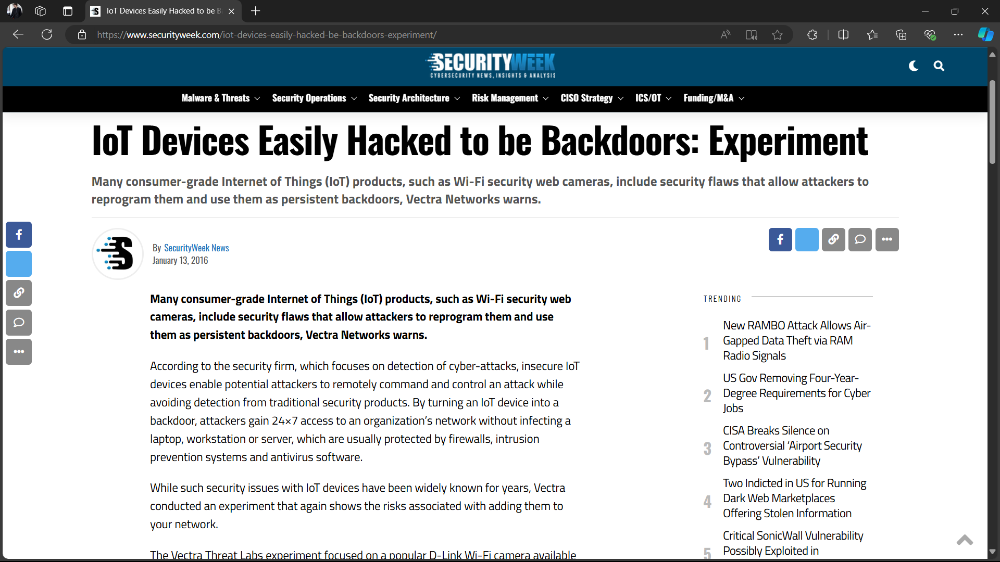 IoT Devices Easily Hacked to be B
https://www.securityweek.com/iot-devices-easily-hacked-be-backdoors-experiment/
SECURITYWEEK
CYBERSECURITY NEWS, INSIGHTS & ANALYSIS
Malware & Threats Security Operations Security Architecture Risk Management CISO Strategy ICS/OT Funding/M&A
IoT Devices Easily Hacked to be Backdoors: Experiment
Many consumer-grade Internet of Things (IoT) products, such as Wi-Fi security web cameras, include security flaws that allow attackers to
reprogram them and use them as persistent backdoors, Vectra Networks warns.
By SecurityWeek News
January 13, 2016
Many consumer-grade Internet of Things (IoT) products, such as Wi-Fi security web
cameras, include security flaws that allow attackers to reprogram them and use
them as persistent backdoors, Vectra Networks warns.
According to the security firm, which focuses on detection of cyber-attacks, insecure IoT
devices enable potential attackers to remotely command and control an attack while
avoiding detection from traditional security products. By turning an IoT device into a
backdoor, attackers gain 24×7 access to an organization’s network without infecting a
laptop, workstation or server, which are usually protected by firewalls, intrusion
prevention systems and antivirus software.
While such security issues with IoT devices have been widely known for years, Vectra
conducted an experiment that again shows the risks associated with adding them to
your network.
The Vectra Threat Labs experiment focused on a popular D-Link Wi-Fi camera available
TRENDING
1
New RAMBO Attack Allows Air-
Gapped Data Theft via RAM
Radio Signals
2
US Gov Removing Four-Year-
Degree Requirements for Cyber
Jobs
3
CISA Breaks Silence on
Controversial ‘Airport Security
Bypass’ Vulnerability
4
Two Indicted in US for Running
Dark Web Marketplaces
Offering Stolen Information
5
Critical SonicWall Vulnerability
Possibly Exploited in